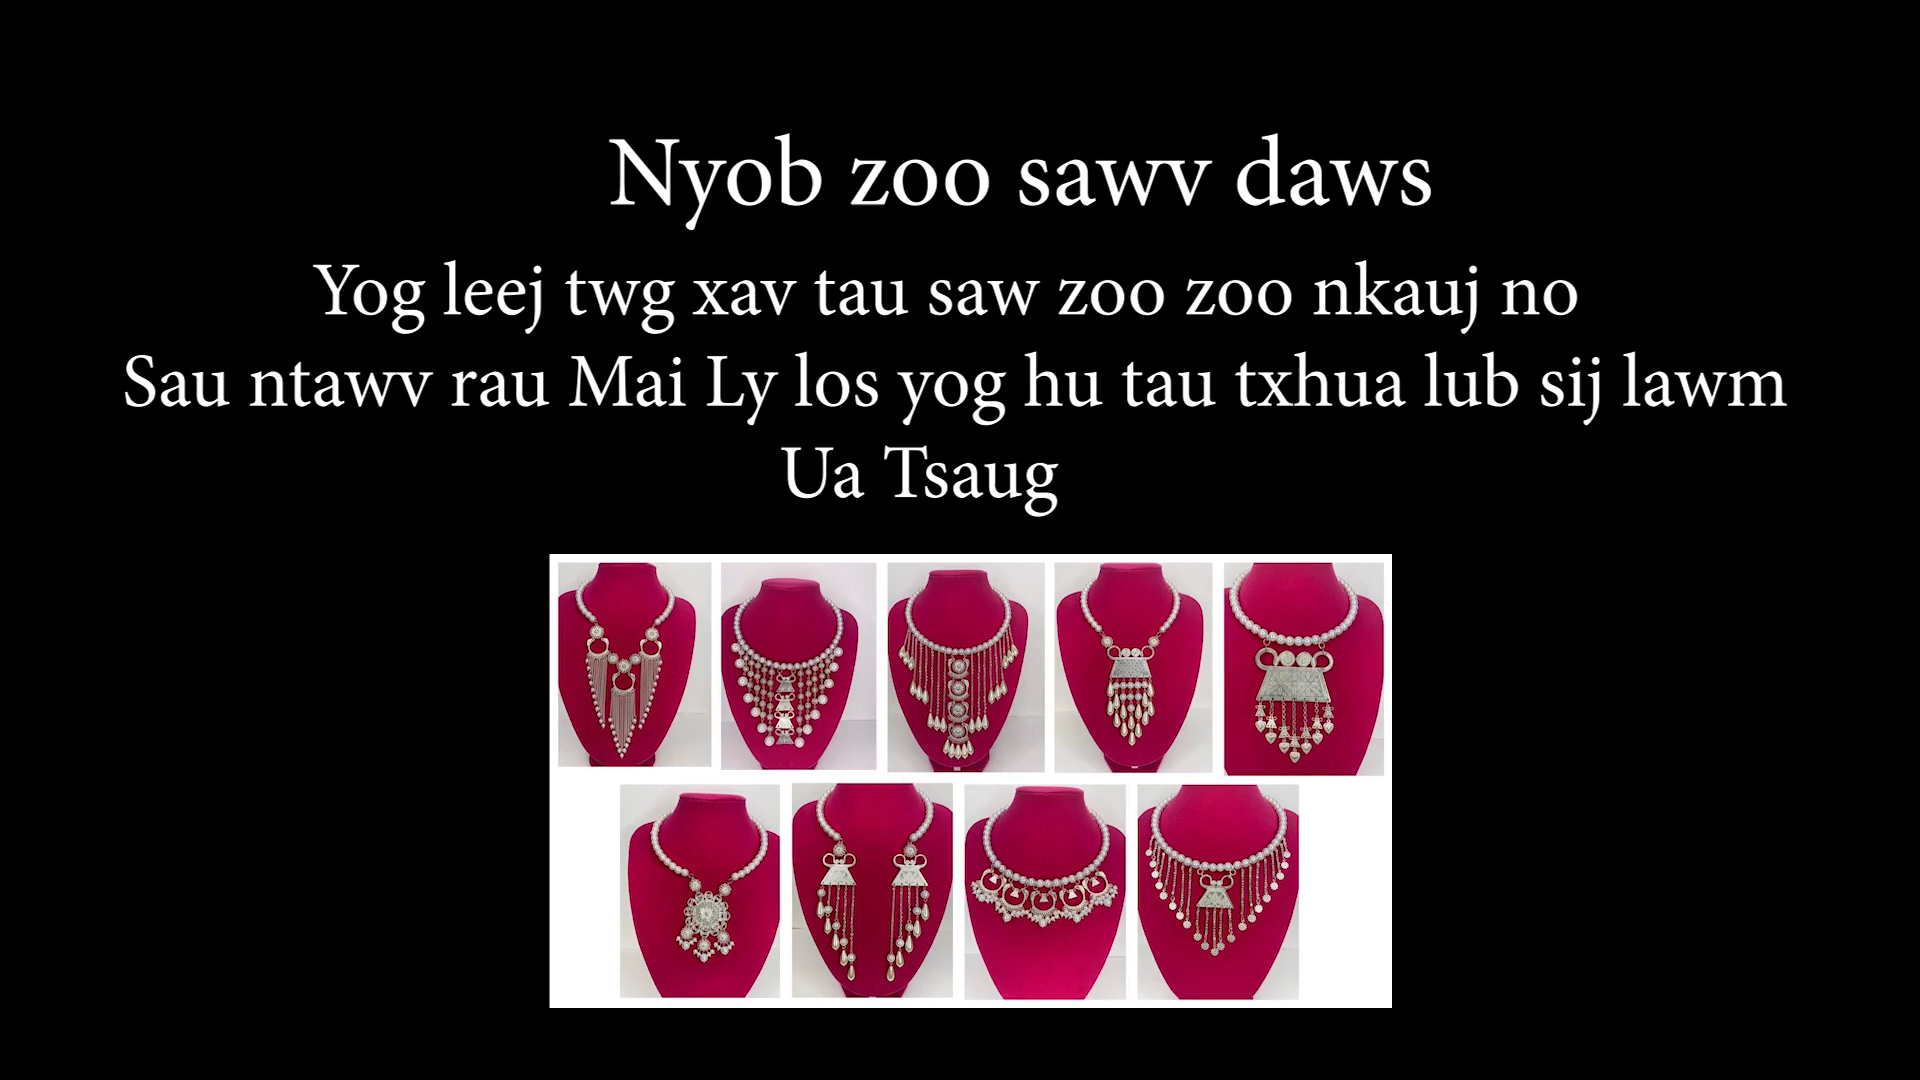 Nyob zoo sawv daws
Yog leej twg xav tau saw zoo zoo nkauj no
Sau ntawv rau Mai Ly los yog hu tau txhua lub sij lawm
Ua Tsaug